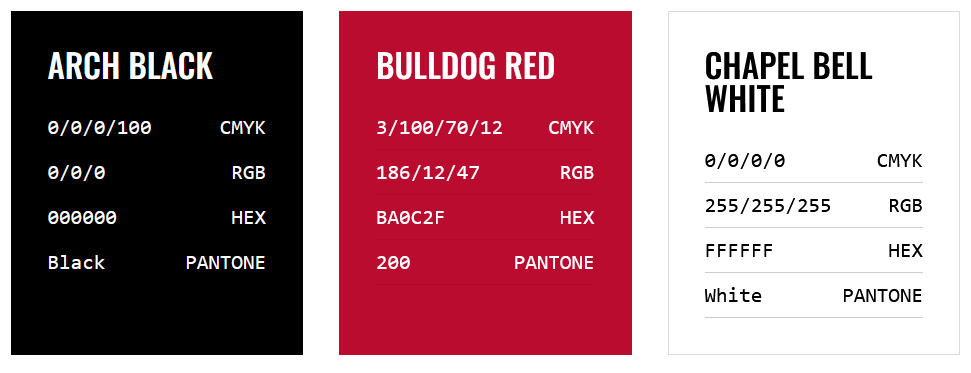 ARCH BLACK
0/0/0/100 CMYK
0/0/0 RGB
000000 HEX
Black PANTONE
BULLDOG RED
3/100/70/12 CMYK
186/12/47 RGB
BA0C2F HEX
200 PANTONE
CHAPEL BELL
WHITE
0/0/0/0 CMYK
255/255/255 RGB
FFFFFF HEX
White PANTONE